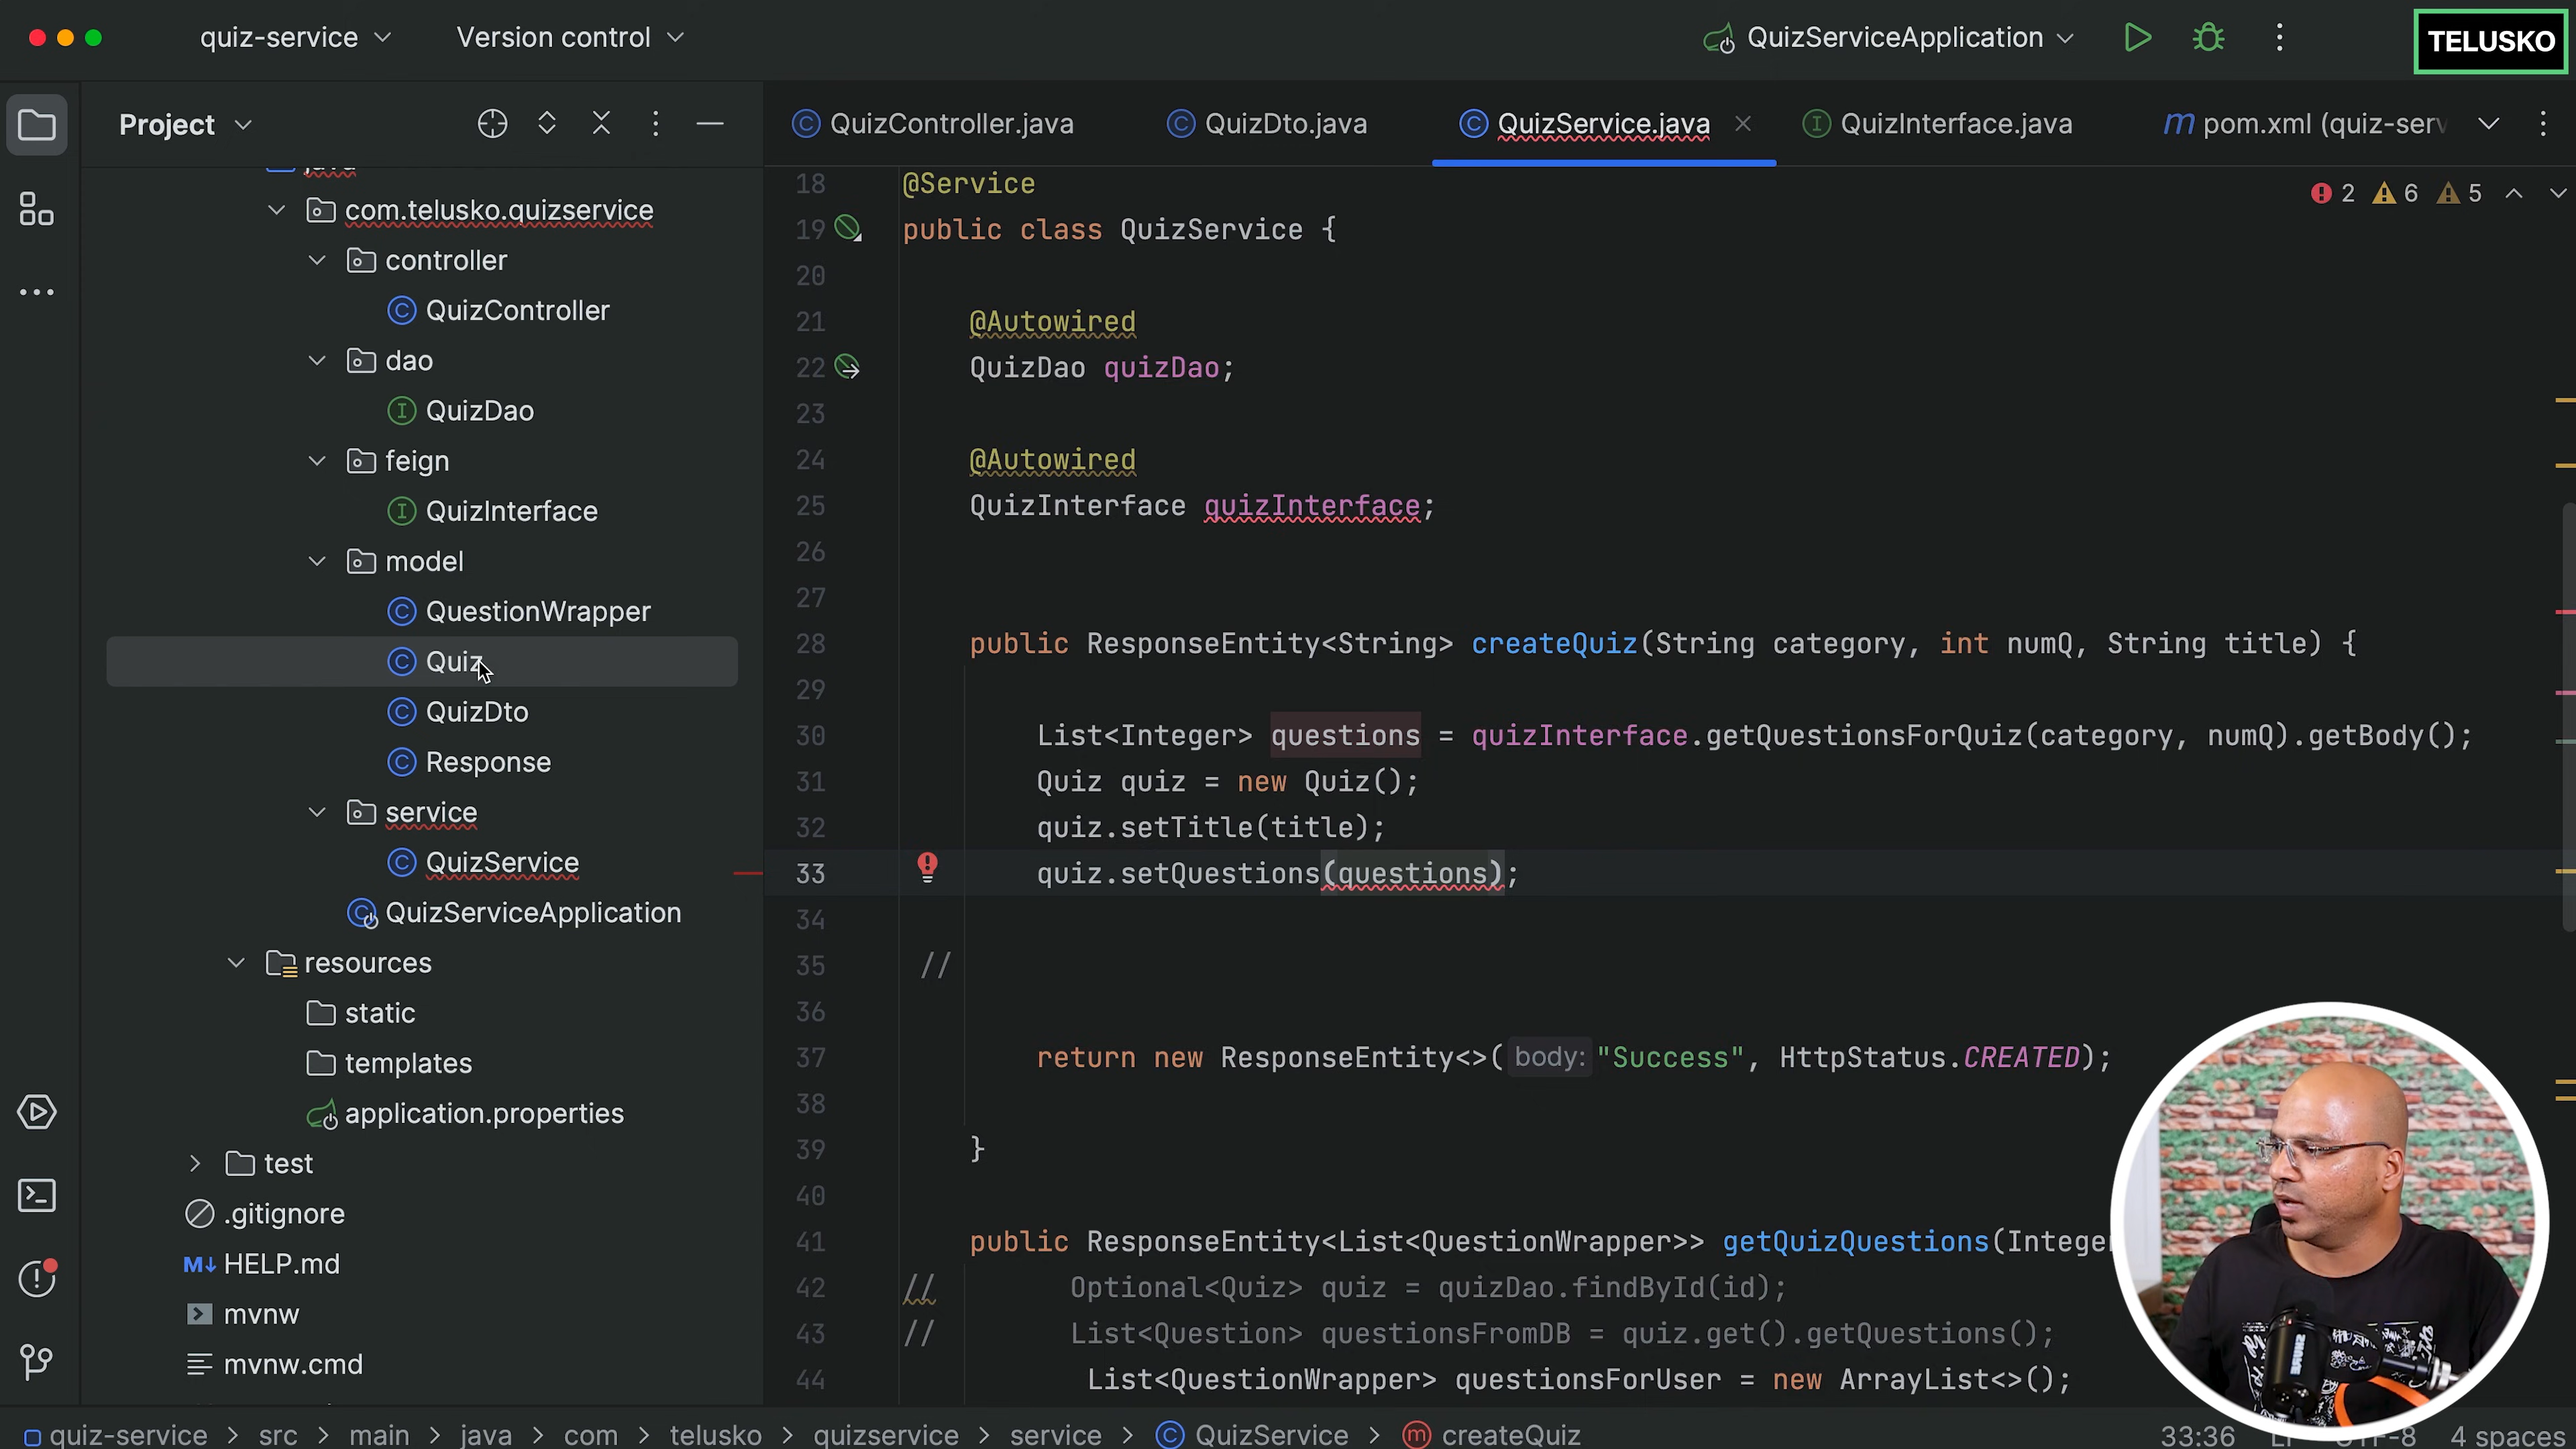 quiz-service
Version control
QuizServiceApplication
TELUSKO
Project
QuizController.java
QuizDto.java
QuizService.java
QuizInterface.java
m pom.xml (quiz-serv
java
com.telusko.quizservice
controller
QuizController
dao
QuizDao
feign
QuizInterface
model
QuestionWrapper
Quiz
QuizDto
Response
service
QuizService
QuizServiceApplication
resources
static
templates
application.properties
test
.gitignore
M↓ HELP.md
mvnw
mvnw.cmd
2 6 5
18 @Service
19 public class QuizService {
20
21 @Autowired
22 QuizDao quizDao;
23
24 @Autowired
25 QuizInterface quizInterface;
26
27
28 public ResponseEntity<String> createQuiz(String category, int numQ, String title) {
29
30 List<Integer> questions = quizInterface.getQuestionsForQuiz(category, numQ).getBody();
31 Quiz quiz = new Quiz();
32 quiz.setTitle(title);
33 quiz.setQuestions(questions);
34
35 //
36
37 return new ResponseEntity<>( body: "Success", HttpStatus.CREATED);
38
39 }
40
41 public ResponseEntity<List<QuestionWrapper>> getQuizQuestions(Integer
42 // Optional<Quiz> quiz = quizDao.findById(id);
43 // List<Question> questionsFromDB = quiz.get().getQuestions();
44 List<QuestionWrapper> questionsForUser = new ArrayList<>();
quiz-service > src > main > java > com > telusko > quizservice > service > QuizService > createQuiz
33:36 LF UTF-8 4 spaces